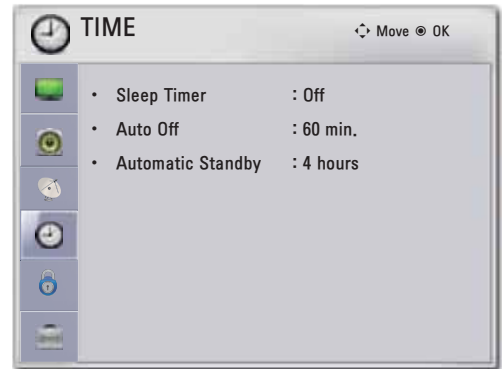 TIME
Move OK
• Sleep Timer : Off
• Auto Off : 60 min.
• Automatic Standby : 4 hours